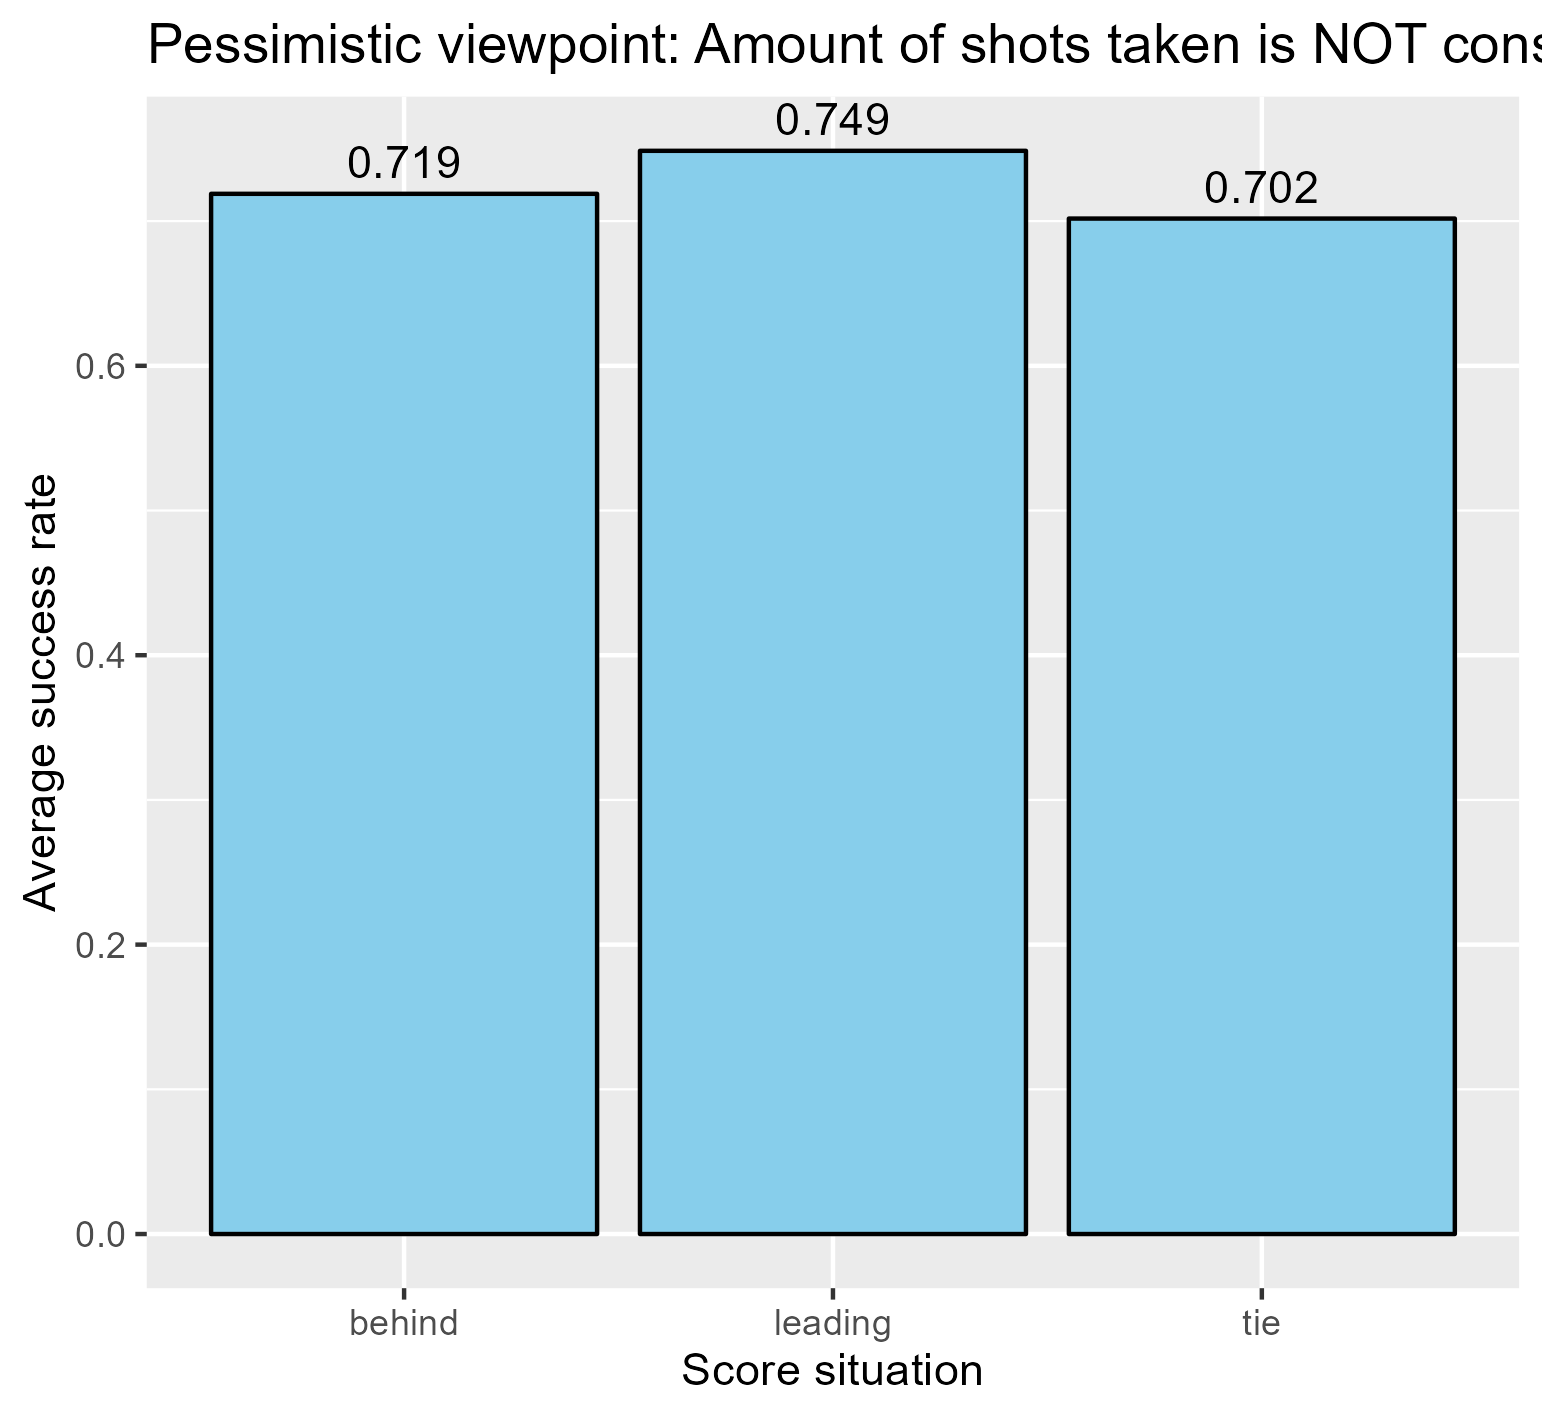 Pessimistic viewpoint: Amount of shots taken is NOT
0.719
0.749
0.702
0.6
0.4
0.2
0.0
Average success rate
behind
leading
tie
Score situation